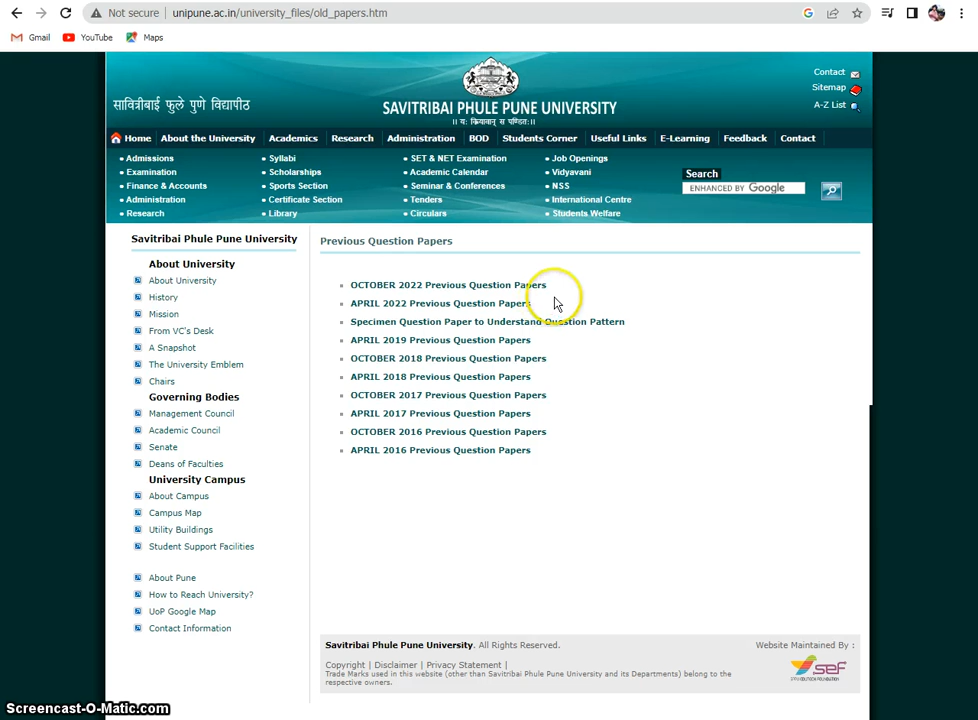 Not secure | unipune.ac.in/university_files/old_papers.htm
Gmail YouTube Maps
सावित्रीबाई फुले पुणे विद्यापीठ
SAVITRIBAI PHULE PUNE UNIVERSITY
॥ यः क्रियावान् स पण्डितः॥
Contact
Sitemap
A-Z List
Home About the University Academics Research Administration BOD Students Corner Useful Links E-Learning Feedback Contact
Admissions Syllabi SET & NET Examination Job Openings
Examination Scholarships Academic Calendar Vidyavani
Finance & Accounts Sports Section Seminar & Conferences NSS
Administration Certificate Section Tenders International Centre
Research Library Circulars Students Welfare
Search
ENHANCED BY Google
Savitribai Phule Pune University
About University
About University
History
Mission
From VC's Desk
A Snapshot
The University Emblem
Chairs
Governing Bodies
Management Council
Academic Council
Senate
Deans of Faculties
University Campus
About Campus
Campus Map
Utility Buildings
Student Support Facilities
About Pune
How to Reach University?
UoP Google Map
Contact Information
Previous Question Papers
OCTOBER 2022 Previous Question Papers
APRIL 2022 Previous Question Papers
Specimen Question Paper to Understand Question Pattern
APRIL 2019 Previous Question Papers
OCTOBER 2018 Previous Question Papers
APRIL 2018 Previous Question Papers
OCTOBER 2017 Previous Question Papers
APRIL 2017 Previous Question Papers
OCTOBER 2016 Previous Question Papers
APRIL 2016 Previous Question Papers
Savitribai Phule Pune University. All Rights Reserved.
Website Maintained By :
Copyright | Disclaimer | Privacy Statement |
Trade Marks used in this website (other than Savitribai Phule Pune University and its Departments) belong to the
respective owners.
sef
Screencast-O-Matic.com